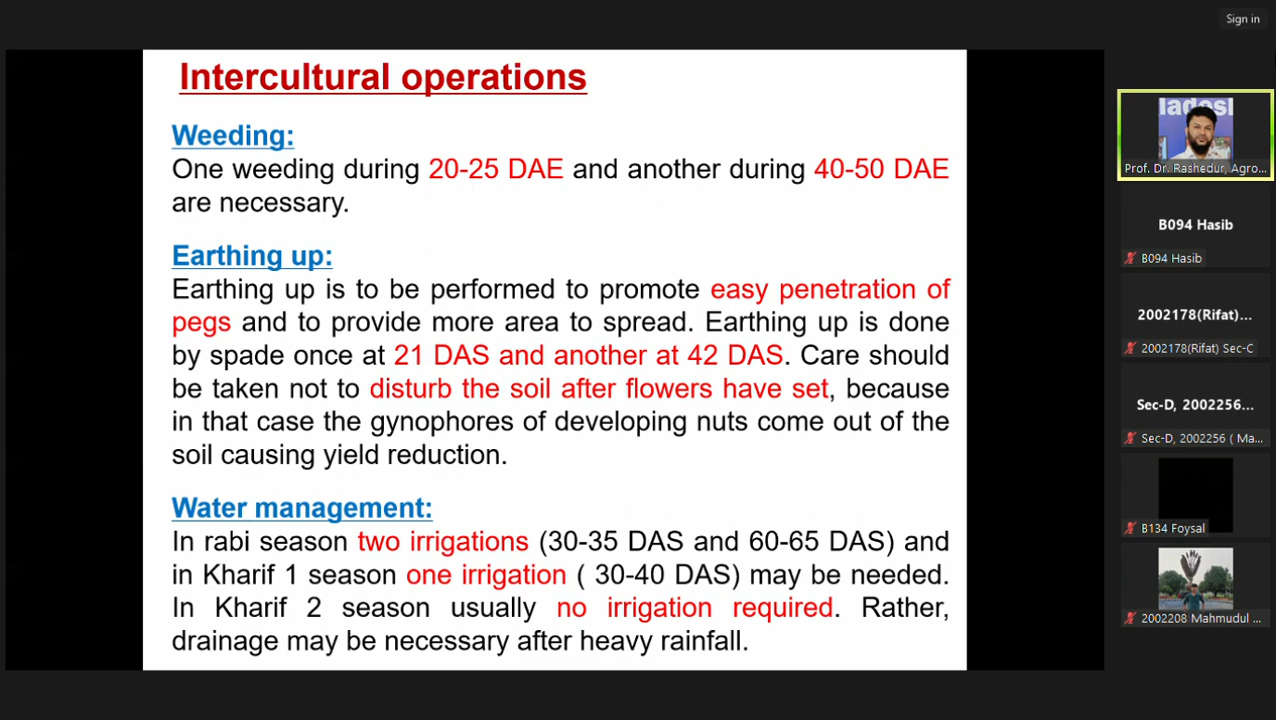 Sign in
Intercultural operations
Weeding:
One weeding during 20-25 DAE and another during 40-50 DAE
are necessary.
Earthing up:
Earthing up is to be performed to promote easy penetration of
pegs and to provide more area to spread. Earthing up is done
by spade once at 21 DAS and another at 42 DAS. Care should
be taken not to disturb the soil after flowers have set, because
in that case the gynophores of developing nuts come out of the
soil causing yield reduction.
Water management:
In rabi season two irrigations (30-35 DAS and 60-65 DAS) and
in Kharif 1 season one irrigation ( 30-40 DAS) may be needed.
In Kharif 2 season usually no irrigation required. Rather,
drainage may be necessary after heavy rainfall.
ladesl
Prof. Dr. Rashedur, Agro...
B094 Hasib
B094 Hasib
2002178(Rifat)...
2002178(Rifat) Sec-C
Sec-D, 2002256...
Sec-D, 2002256 ( Ma...
B134 Foysal
2002208 Mahmudul ...